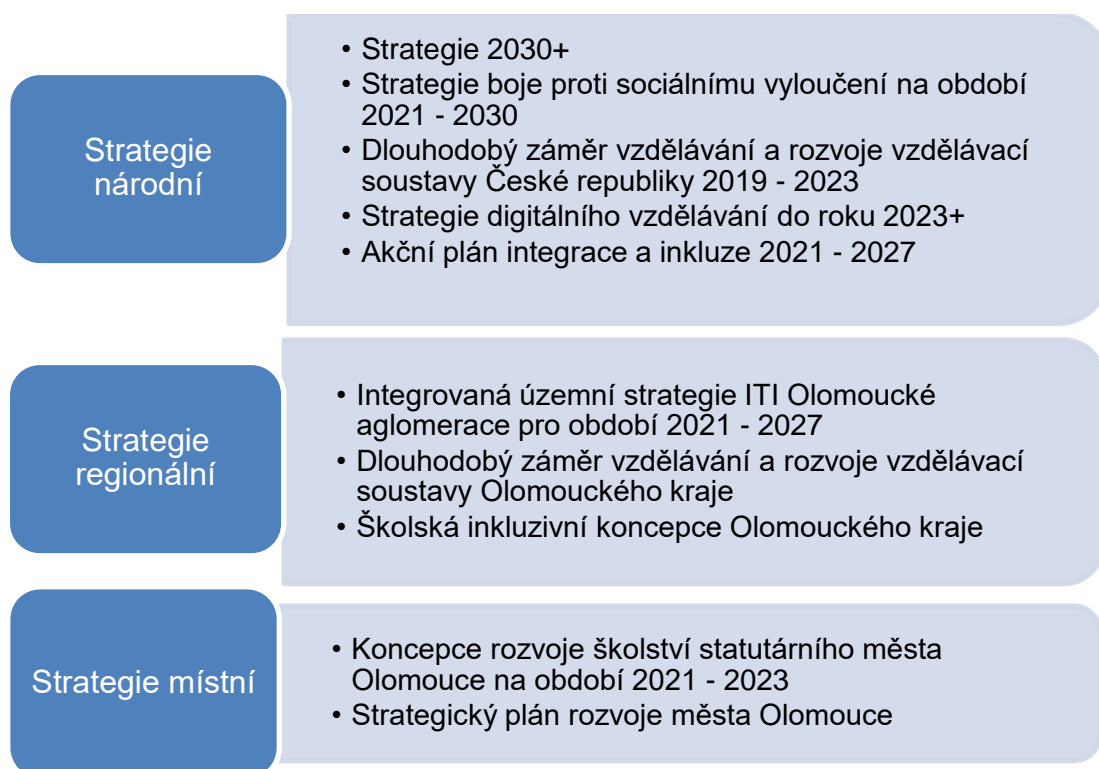 Strategie
národní
• Strategie 2030+
• Strategie boje proti sociálnímu vyloučení na období
2021 - 2030
• Dlouhodobý záměr vzdělávání a rozvoje vzdělávací
soustavy České republiky 2019 - 2023
• Strategie digitálního vzdělávání do roku 2023+
• Akční plán integrace a inkluze 2021 - 2027
Strategie
regionální
• Integrovaná územní strategie ITI Olomoucké
aglomerace pro období 2021 - 2027
• Dlouhodobý záměr vzdělávání a rozvoje vzdělávací
soustavy Olomouckého kraje
• Školská inkluzivní koncepce Olomouckého kraje
Strategie místní
• Koncepce rozvoje školství statutárního města
Olomouce na období 2021 - 2023
• Strategický plán rozvoje města Olomouce